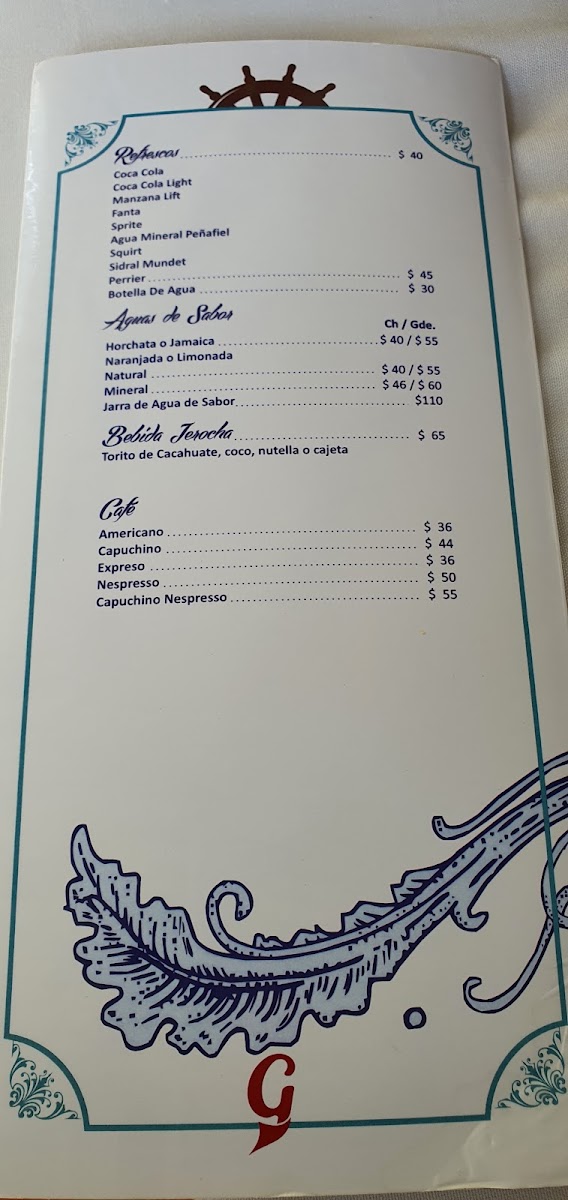 Refrescos........................................................ $ 40
Coca Cola
Coca Cola Light
Manzana Lift
Fanta
Sprite
Agua Mineral Peñafiel
Squirt
Sidral Mundet
Perrier................................................................ $ 45
Botella De Agua .................................................. $ 30
Aguas de Sabor
Ch / Gde.
Horchata o Jamaica .......................................$ 40 / $ 55
Naranjada o Limonada
Natural ......................................................... $ 40 / $ 55
Mineral ......................................................... $ 46 / $ 60
Jarra de Agua de Sabor.......................................... $110
Bebida Jerocha............................................ $ 65
Torito de Cacahuate, coco, nutella o cajeta
Café
Americano .............................................................. $ 36
Capuchino .............................................................. $ 44
Expreso .................................................................. $ 36
Nespresso ............................................................... $ 50
Capuchino Nespresso .............................................. $ 55
G